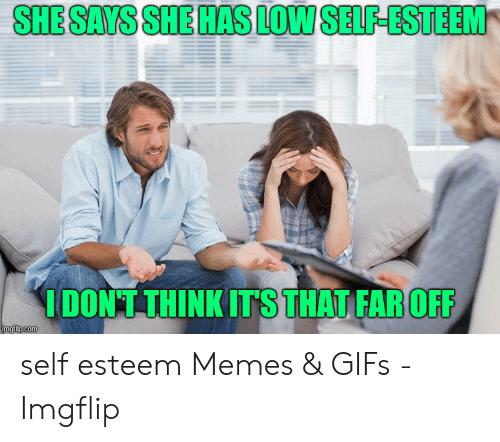 SHE SAYS SHE HAS LOW SELF-ESTEEM
I DON'T THINK IT'S THAT FAR OFF
imgflip.com
self esteem Memes & GIFs -
Imgflip